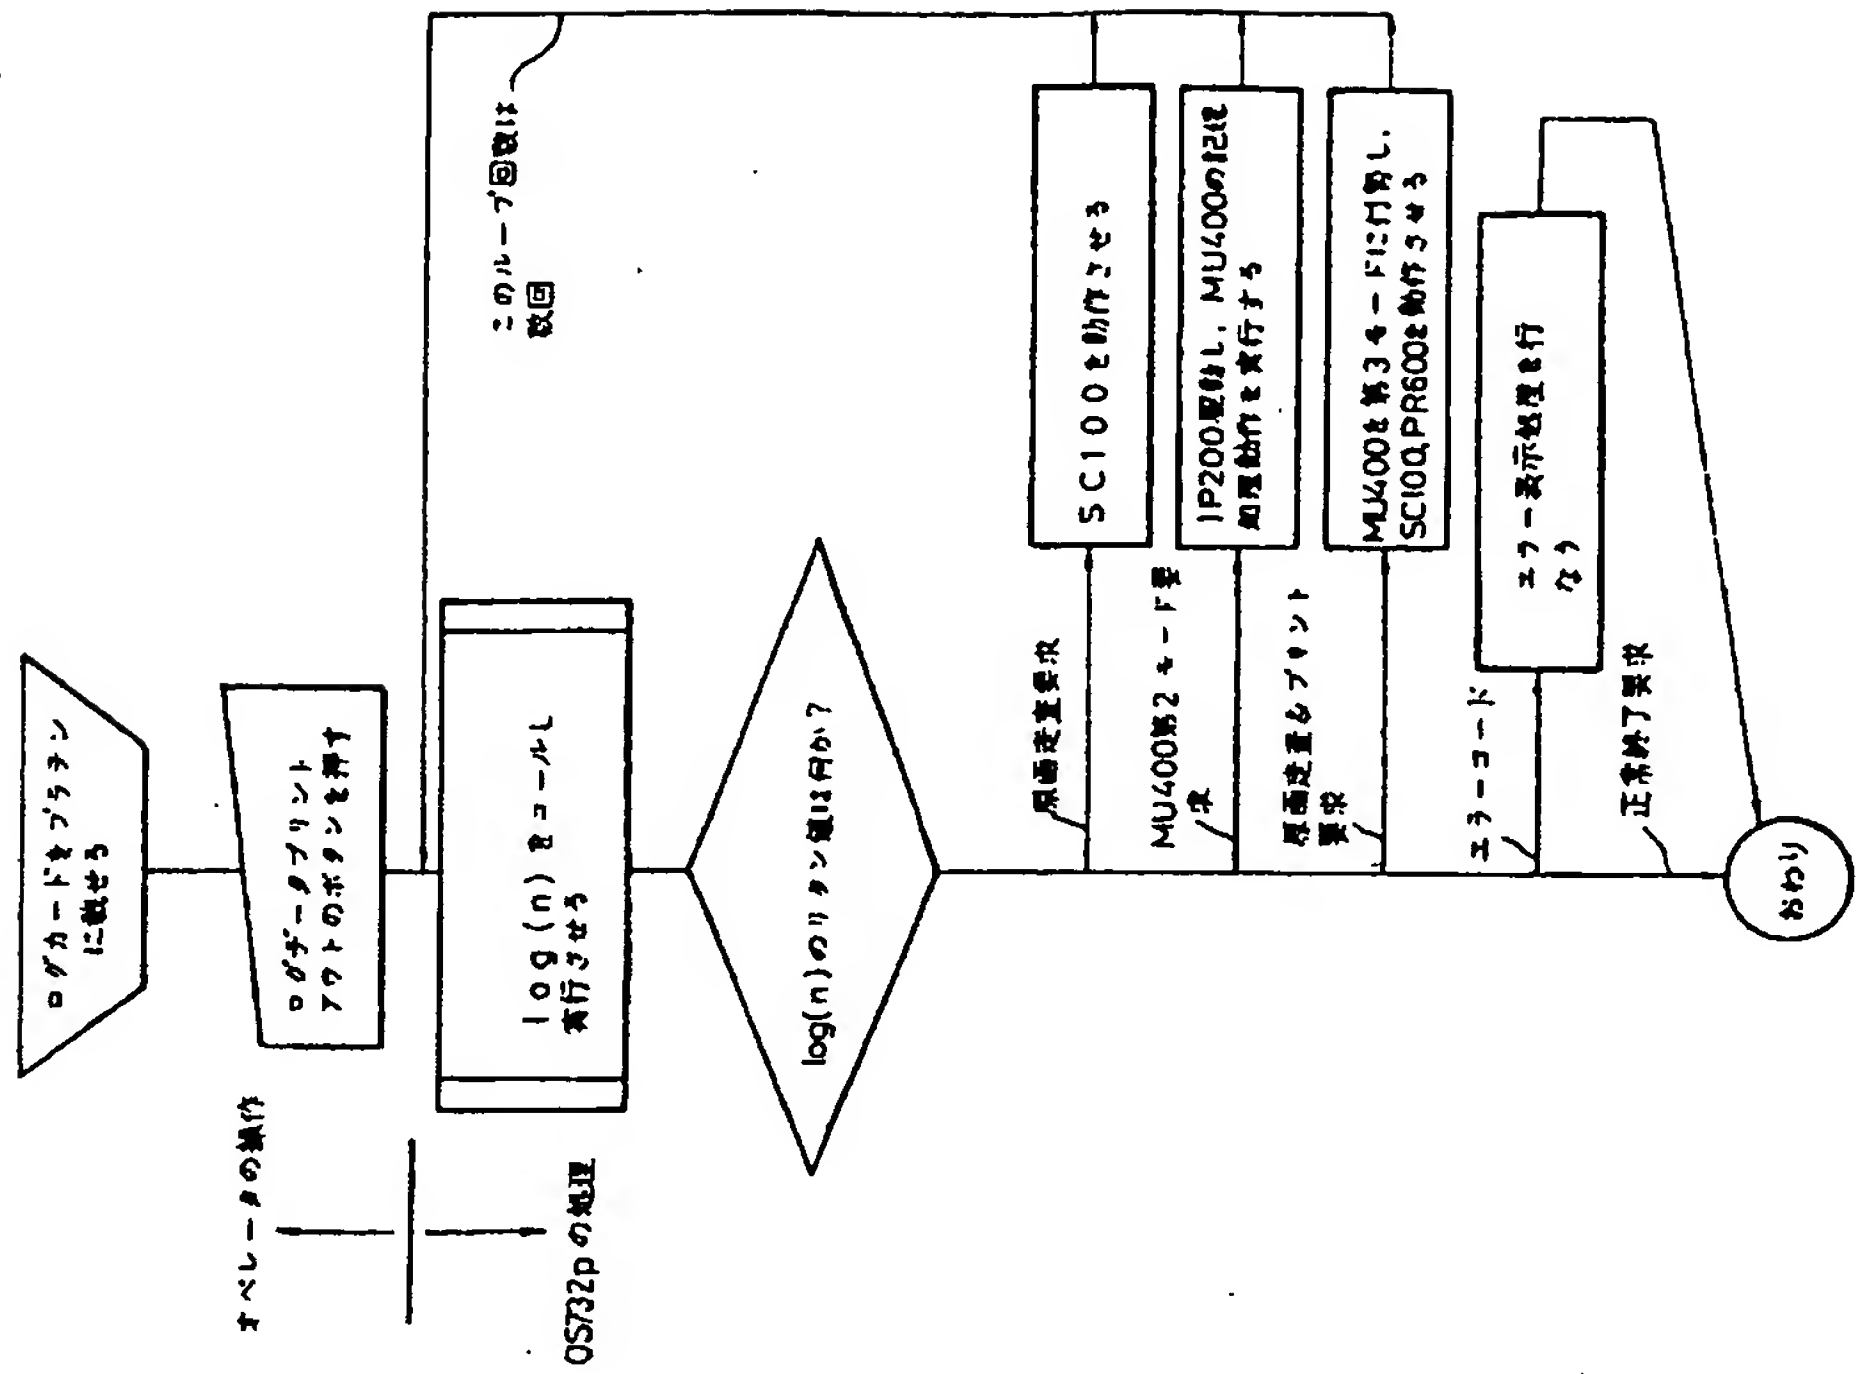 ログカードをプラテン
に載せる
ログデータプリント
アウトのボタンを押す
オペレータの操作
OS732pの処理
log(n)をコールし
実行させる
log(n)のリタン値は何か?
このループ回数は
数回
原画走査要求
SC100を動作させる
MU400第2モード要
求
IP200駆動し、MU400の記憶
処理動作を実行する
原画走査&プリント
要求
MU400を第3モードに付勢し、
SC100,PR600を動作させる
エラーコード
エラー表示処理を行
なう
正常終了要求
おわり